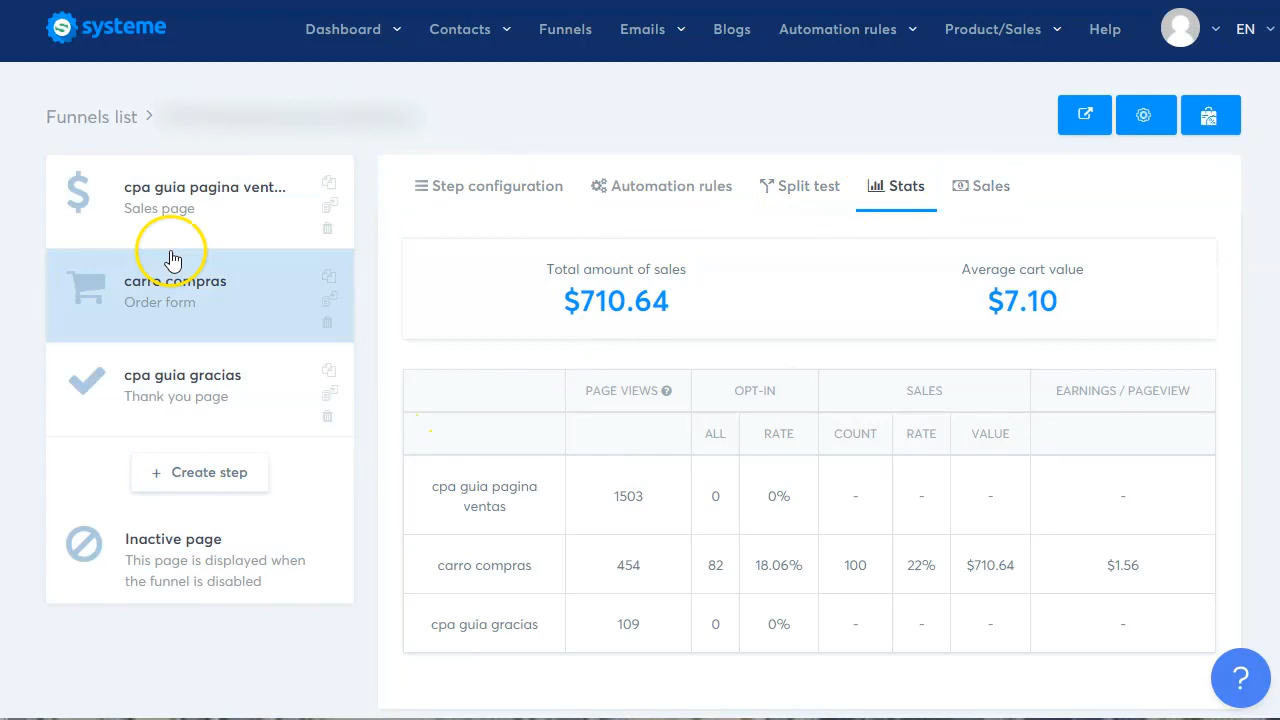 systeme
Dashboard Contacts Funnels Emails Blogs Automation rules Product/Sales Help EN
Funnels list
cpa guia pagina vent...
Sales page
carro compras
Order form
cpa guia gracias
Thank you page
+ Create step
Inactive page
This page is displayed when
the funnel is disabled
Step configuration Automation rules Split test Stats Sales
Total amount of sales Average cart value
$710.64 $7.10
PAGE VIEWS ? OPT-IN SALES EARNINGS / PAGEVIEW
ALL RATE COUNT RATE VALUE
cpa guia pagina
ventas 1503 0 0% - - - -
carro compras 454 82 18.06% 100 22% $710.64 $1.56
cpa guia gracias 109 0 0% - - - -
?